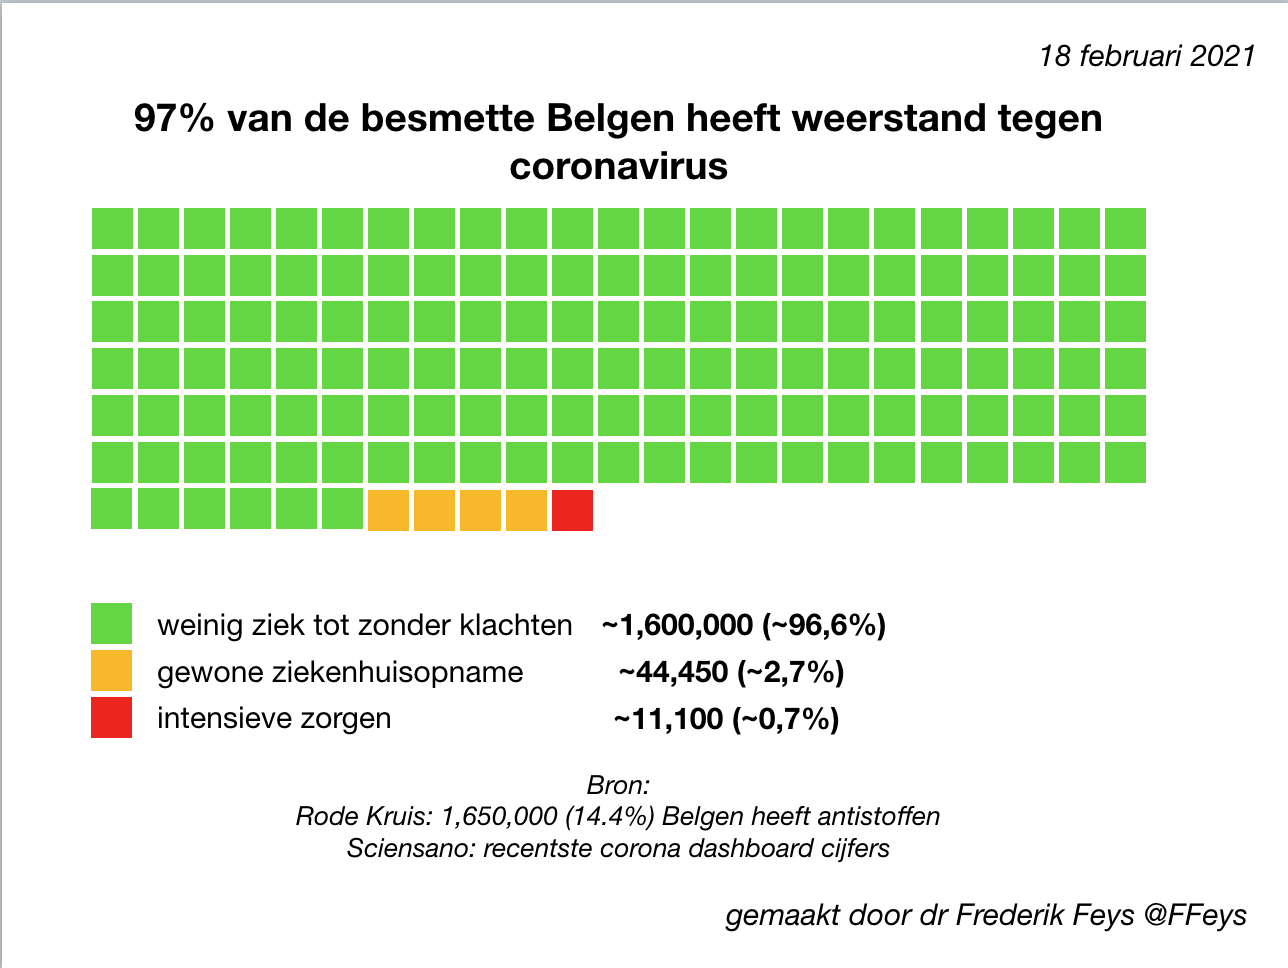 18 februari 2021
97% van de besmette Belgen heeft weerstand tegen
coronavirus
weinig ziek tot zonder klachten ~1,600,000 (~96,6%)
gewone ziekenhuisopname ~44,450 (~2,7%)
intensieve zorgen ~11,100 (~0,7%)
Bron:
Rode Kruis: 1,650,000 (14.4%) Belgen heeft antistoffen
Sciensano: recentste corona dashboard cijfers
gemaakt door dr Frederik Feys @FFeys